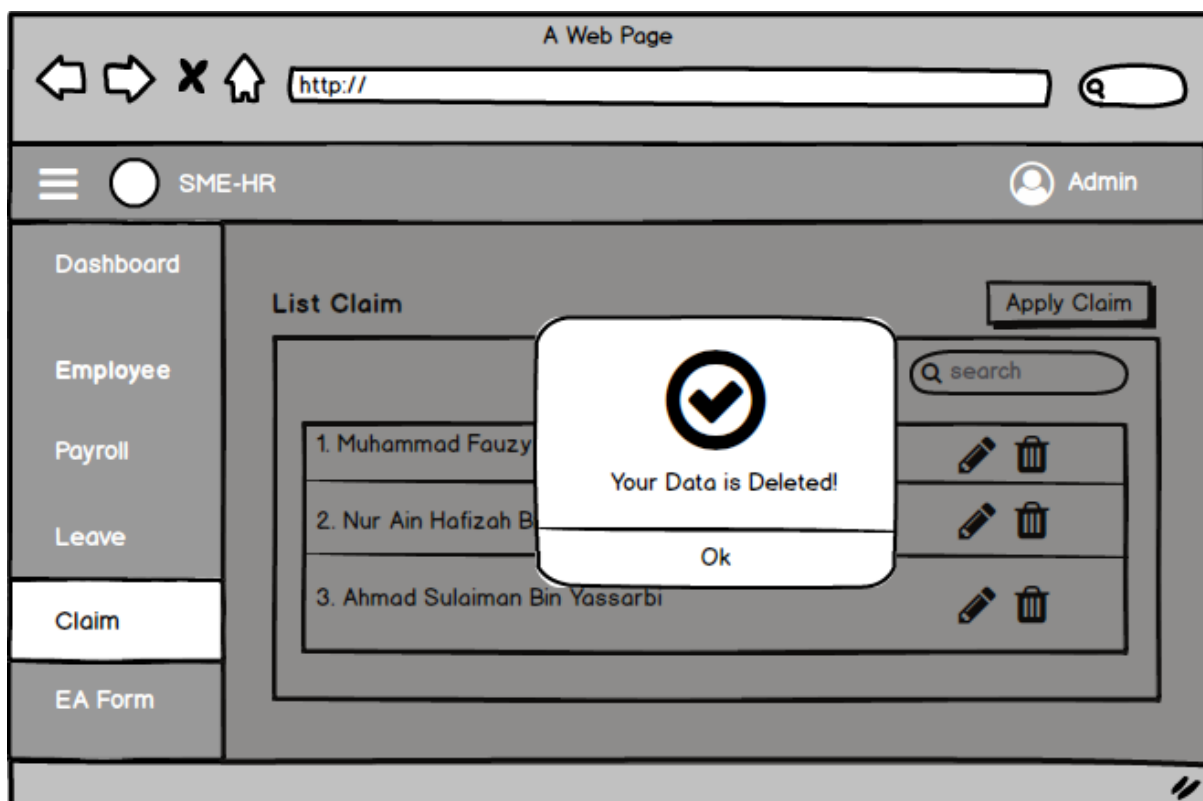 A Web Page
http://
SME-HR
Admin
Dashboard
Employee
Payroll
Leave
Claim
EA Form
List Claim
Apply Claim
search
1. Muhammad Fauzy
2. Nur Ain Hafizah
3. Ahmad Sulaiman Bin Yassarbi
Your Data is Deleted!
Ok